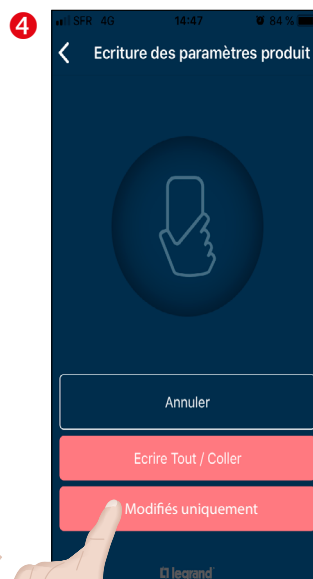 4
SFR 4G 14:47 84 %
Ecriture des paramètres produit
Annuler
Ecrire Tout / Coller
Modifiés uniquement
legrand